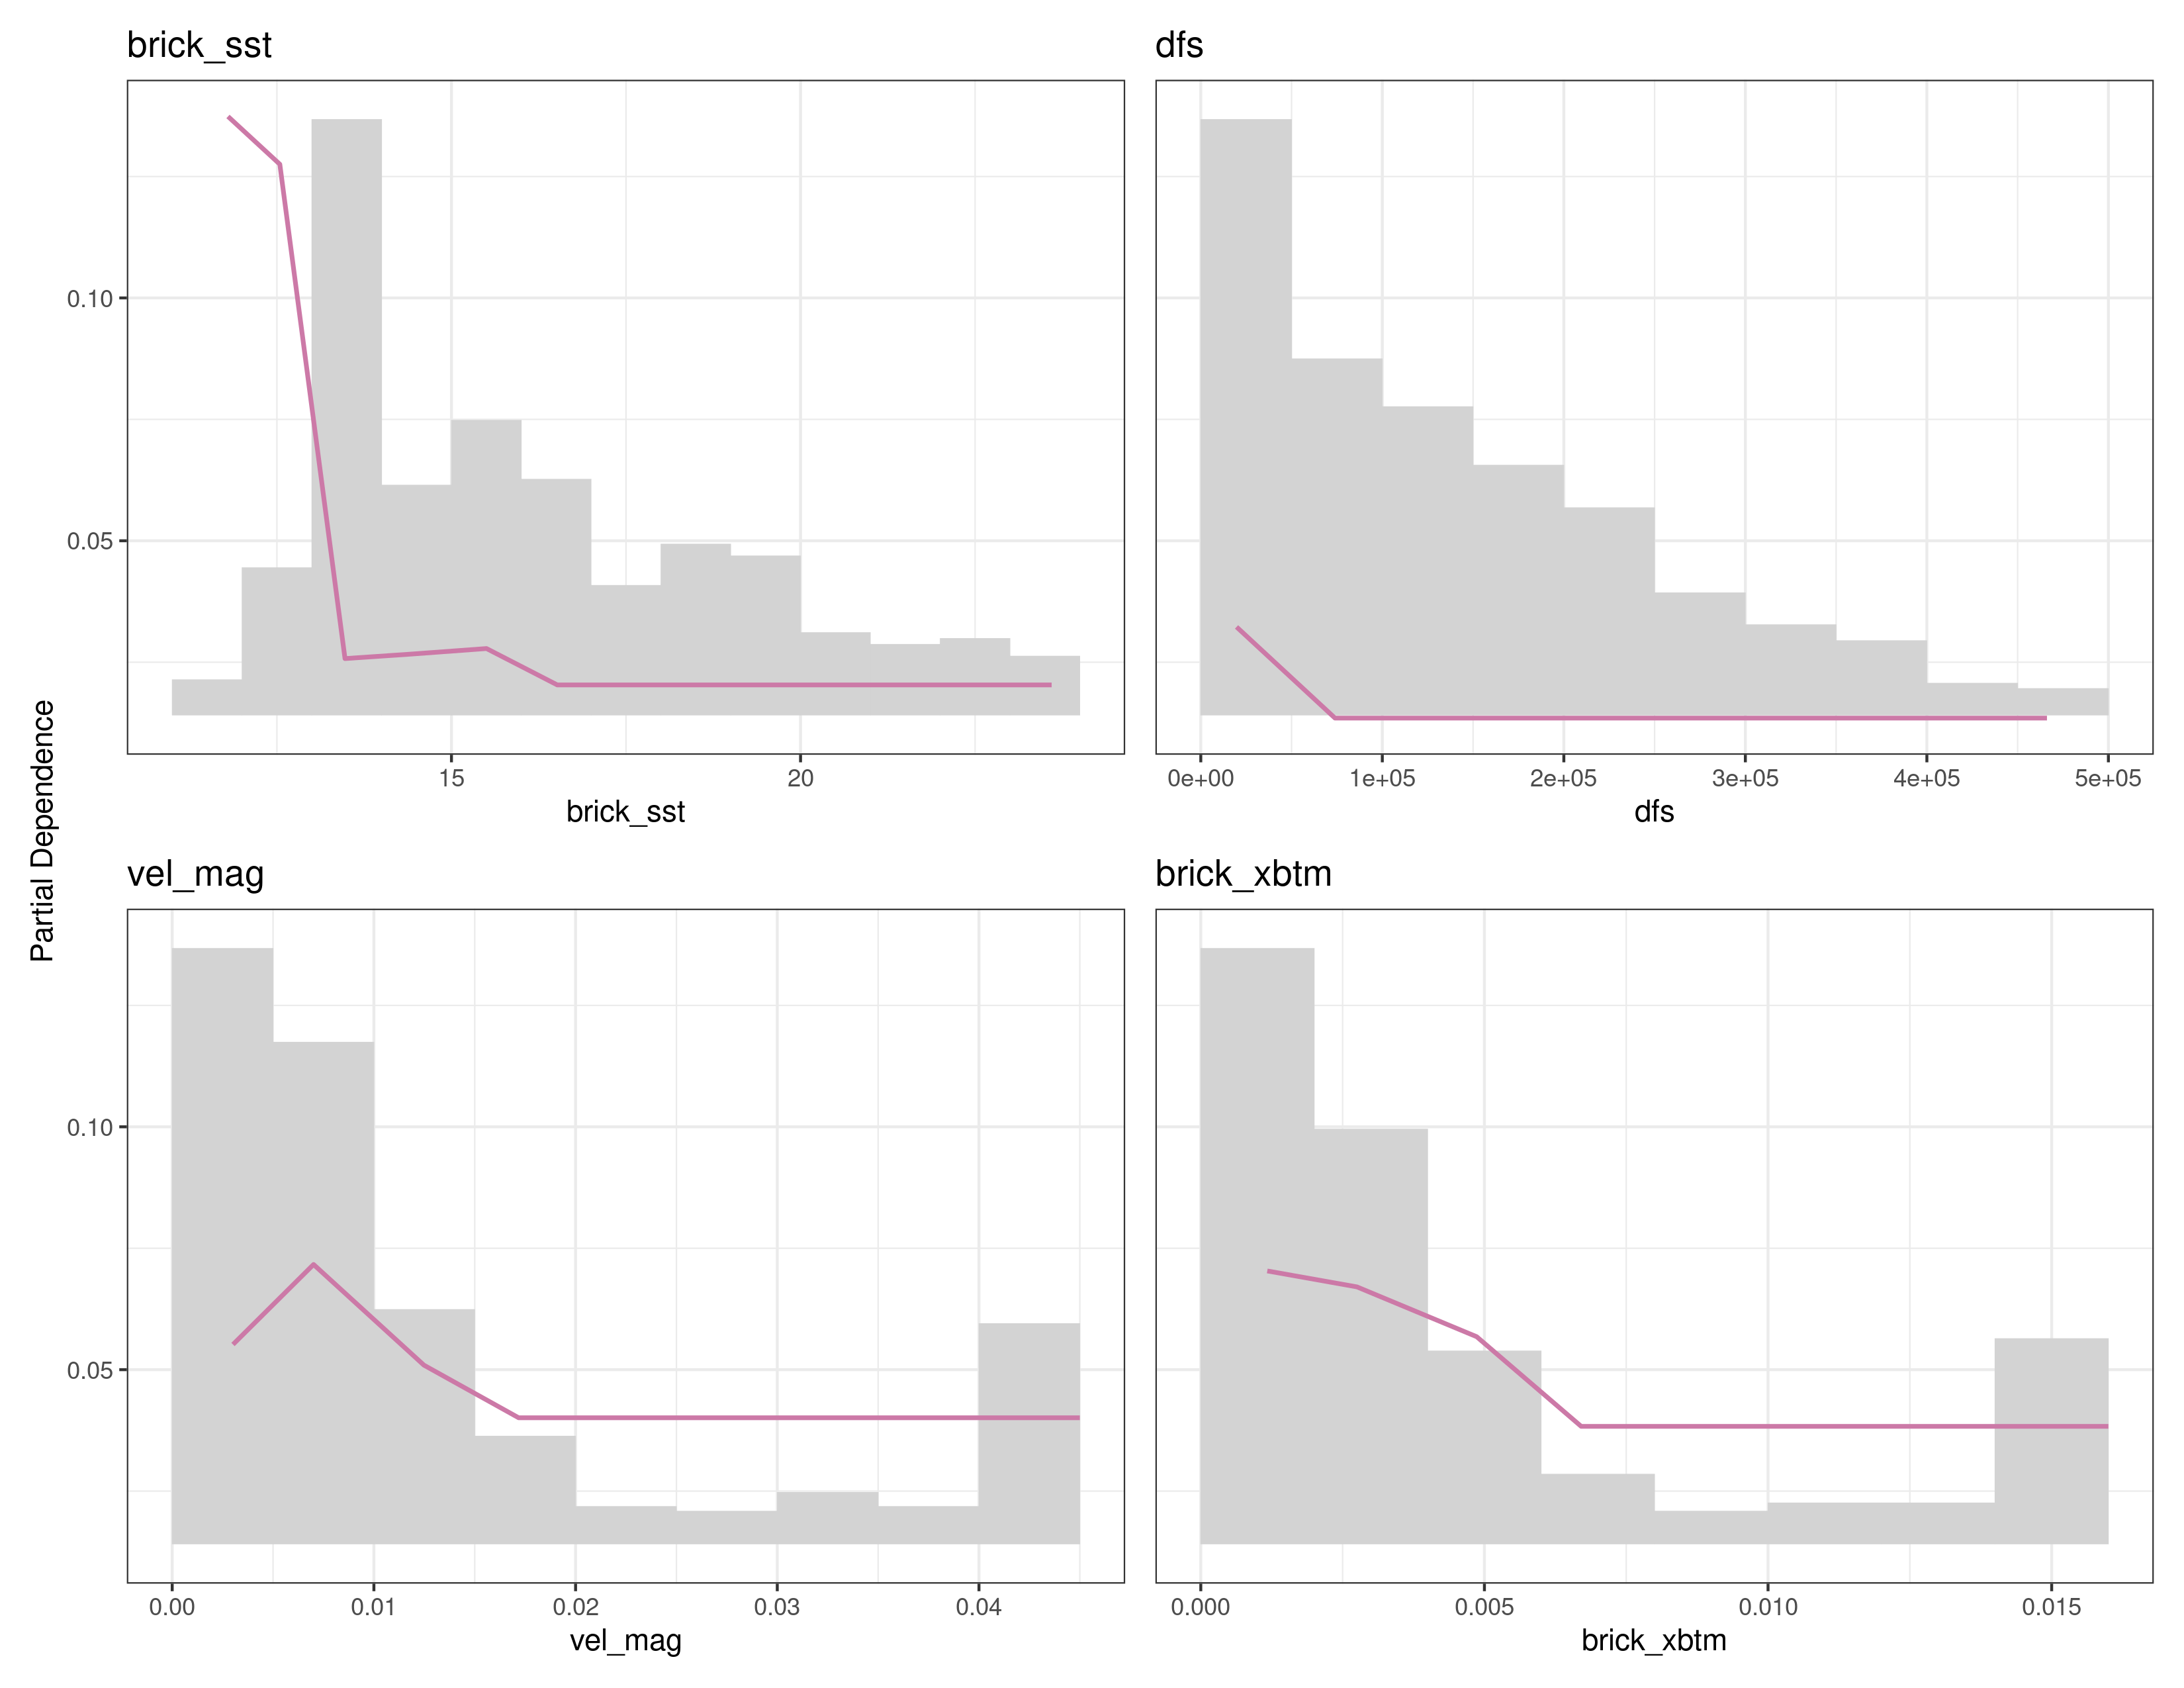 brick_sst
dfs
0.10
0.05
15
20
brick_sst
0e+00
1e+05
2e+05
3e+05
4e+05
5e+05
dfs
Partial Dependence
vel_mag
brick_xbtm
0.10
0.05
0.00
0.01
0.02
0.03
0.04
vel_mag
0.000
0.005
0.010
0.015
brick_xbtm